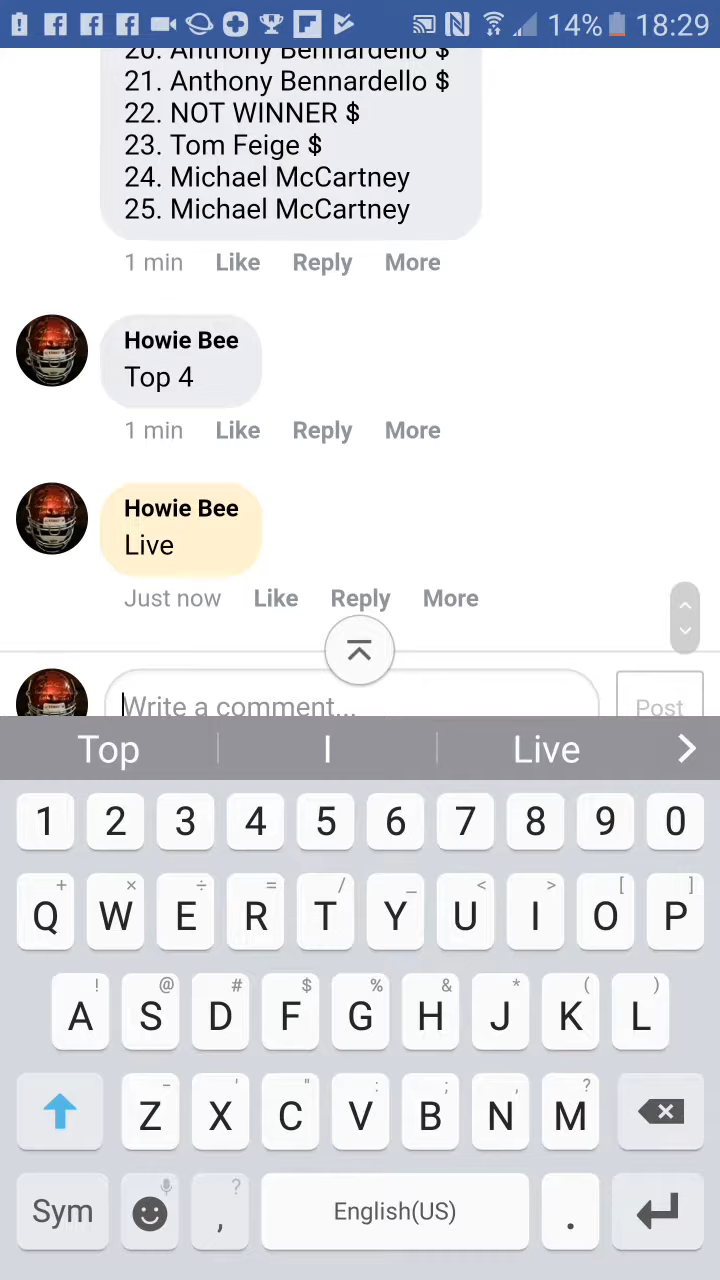 14% 18:29
20. Anthony Bennardello $
21. Anthony Bennardello $
22. NOT WINNER $
23. Tom Feige $
24. Michael McCartney
25. Michael McCartney
1 min Like Reply More
Howie Bee
Top 4
1 min Like Reply More
Howie Bee
Live
Just now Like Reply More
Write a comment... Post
Top I Live
1 2 3 4 5 6 7 8 9 0
+ × ÷ = / _ < > [ ]
Q W E R T Y U I O P
! @ # $ % & * ( )
A S D F G H J K L
- ' " : ; , ?
Z X C V B N M
Sym , ? English(US) .